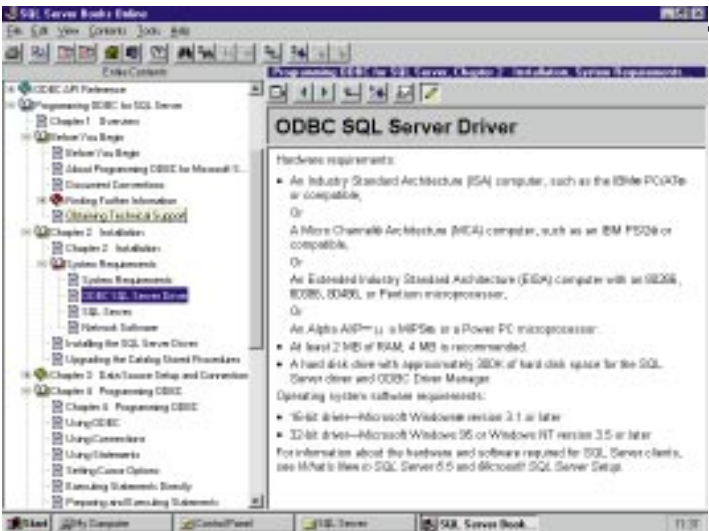 SQL Server Books Online
File Edit View Contents Tools Help
Entire Contents
ODBC API Reference
Programming ODBC for SQL Server
Chapter 1 Overview
Before You Begin
Before You Begin
About Programming ODBC for Microsoft S...
Document Conventions
Finding Further Information
Obtaining Technical Support
Chapter 2 Installation
Chapter 2 Installation
System Requirements
System Requirements
ODBC SQL Server Driver
SQL Server
Network Software
Installing the SQL Server Driver
Upgrading the Catalog Stored Procedures
Chapter 3 Data Source Setup and Connection
Programming ODBC
Programming ODBC
Using ODBC
Using Connections
Using Statements
Setting Cursor Options
Executing Statements Directly
Preparing and Executing Statements
Programming ODBC for SQL Server, Chapter 2 Installation, System Requirements
ODBC SQL Server Driver
Hardware requirements:
• An Industry Standard Architecture (ISA) computer, such as the IBM® PC/AT®
or compatible,
Or
A Micro Channel® Architecture (MCA) computer, such as an IBM PS/2® or
compatible,
Or
An Extended Industry Standard Architecture (EISA) computer with an 80286,
80386, 80486, or Pentium microprocessor,
Or
An Alpha AXP™ a MIPS® or a Power PC microprocessor
• At least 2 MB of RAM; 4 MB is recommended.
• A hard disk drive with approximately 300K of hard disk space for the SQL
Server driver and ODBC Driver Manager.
Operating system software requirements:
• 16-bit driver—Microsoft Windows® version 3.1 or later
• 32-bit driver—Microsoft Windows 95 or Windows NT version 3.5 or later
For information about the hardware and software required for SQL Server clients,
see What's New in SQL Server 6.5 and Microsoft SQL Server Setup.
Start
My Computer
Control Panel
SQL Server
SQL Server Book...
11:37